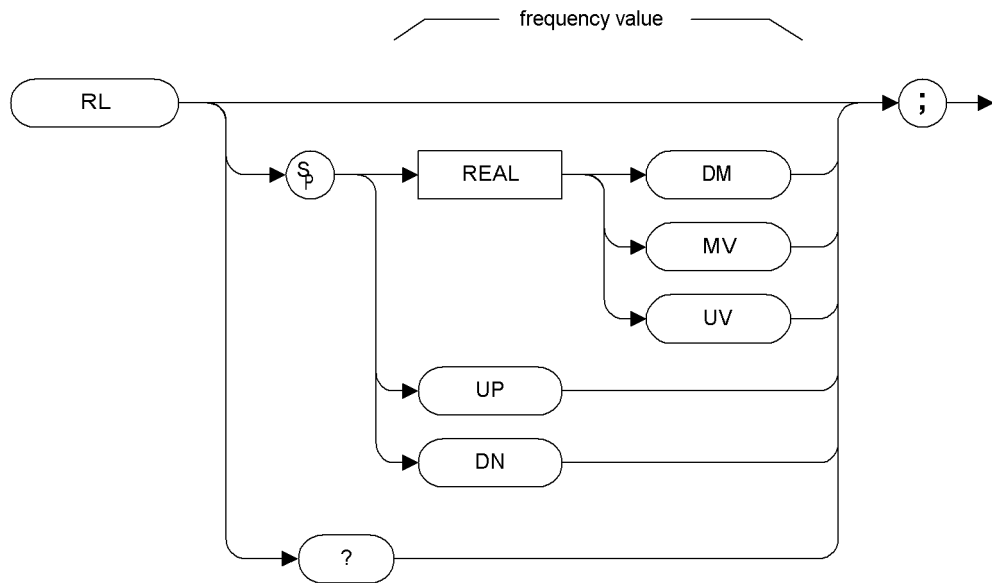 frequency value
RL
;
SP
REAL
DM
MV
UV
UP
DN
?